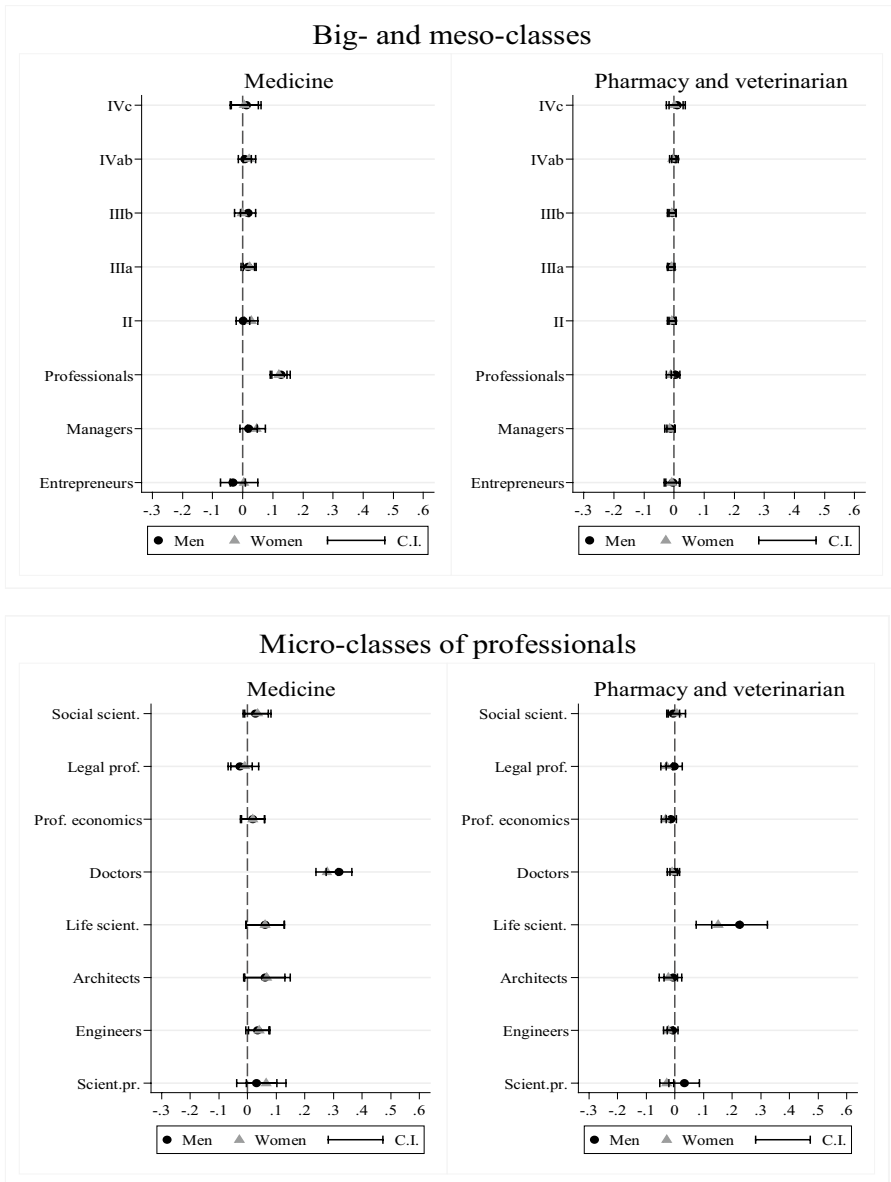 Big- and meso-classes
Medicine
IVc
IVab
IIIb
IIIa
II
Professionals
Managers
Entrepreneurs
-.3 -.2 -.1 0 .1 .2 .3 .4 .5 .6
Men Women C.I.
Pharmacy and veterinarian
IVc
IVab
IIIb
IIIa
II
Professionals
Managers
Entrepreneurs
-.3 -.2 -.1 0 .1 .2 .3 .4 .5 .6
Men Women C.I.
Micro-classes of professionals
Medicine
Social scient.
Legal prof.
Prof. economics
Doctors
Life scient.
Architects
Engineers
Scient.pr.
-.3 -.2 -.1 0 .1 .2 .3 .4 .5 .6
Men Women C.I.
Pharmacy and veterinarian
Social scient.
Legal prof.
Prof. economics
Doctors
Life scient.
Architects
Engineers
Scient.pr.
-.3 -.2 -.1 0 .1 .2 .3 .4 .5 .6
Men Women C.I.